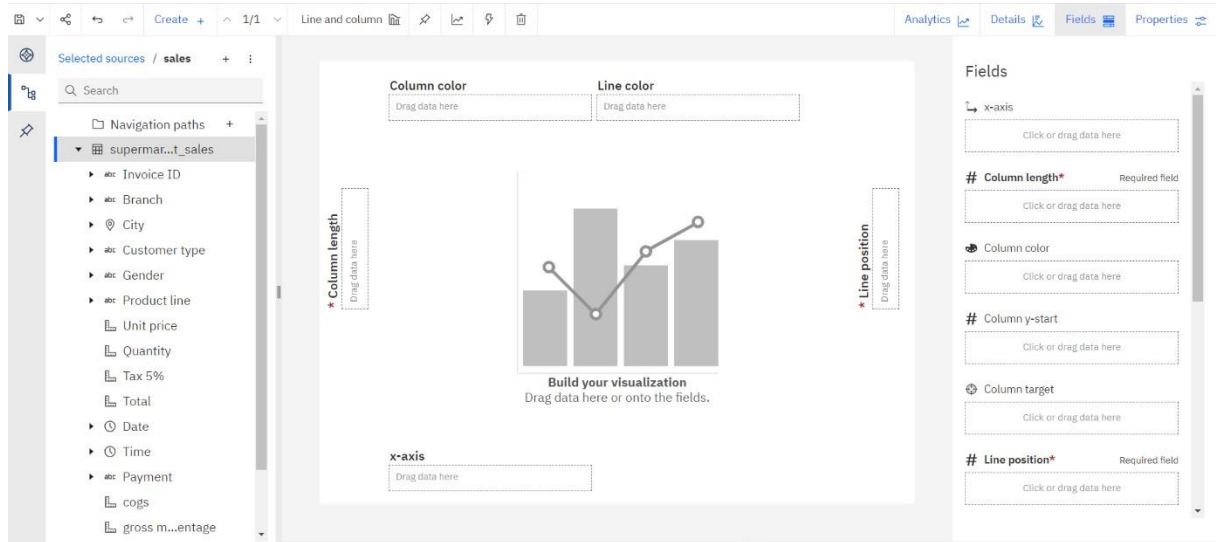 Create + 1/1 Line and column Analytics Details Fields Properties
Selected sources / sales + :
Search
Navigation paths +
supermar...t_sales
abc Invoice ID
abc Branch
City
abc Customer type
abc Gender
abc Product line
Unit price
Quantity
Tax 5%
Total
Date
Time
abc Payment
cogs
gross m...entage
Column color
Drag data here
Line color
Drag data here
* Column length
Drag data here
* Line position
Drag data here
Build your visualization
Drag data here or onto the fields.
x-axis
Drag data here
Fields
x-axis
Click or drag data here
# Column length* Required field
Click or drag data here
Column color
Click or drag data here
# Column y-start
Click or drag data here
Column target
Click or drag data here
# Line position* Required field
Click or drag data here